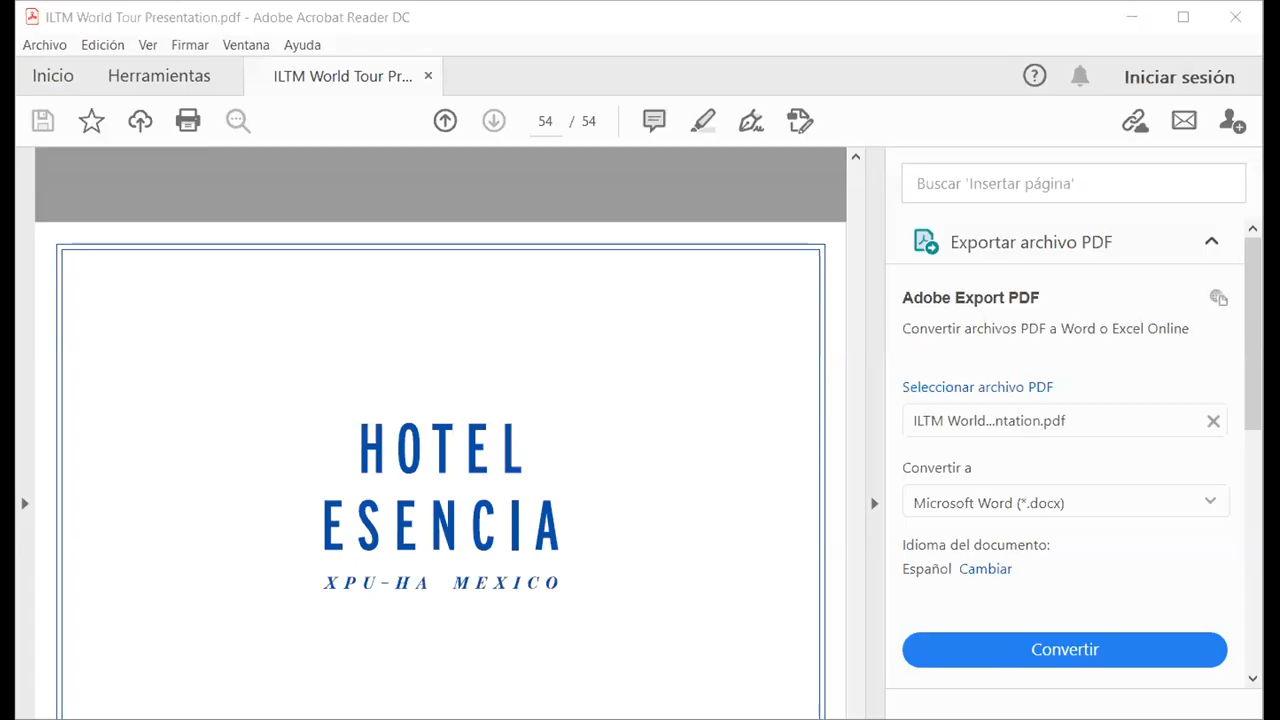 ILTM World Tour Presentation.pdf - Adobe Acrobat Reader DC
Archivo Edición Ver Firmar Ventana Ayuda
Inicio Herramientas ILTM World Tour Pr... × Iniciar sesión
54 / 54
Buscar 'Insertar página'
Exportar archivo PDF
Adobe Export PDF
Convertir archivos PDF a Word o Excel Online
Seleccionar archivo PDF
ILTM World...ntation.pdf
Convertir a
Microsoft Word (*.docx)
Idioma del documento:
Español Cambiar
Convertir
HOTEL
ESENCIA
XPU-HA MEXICO